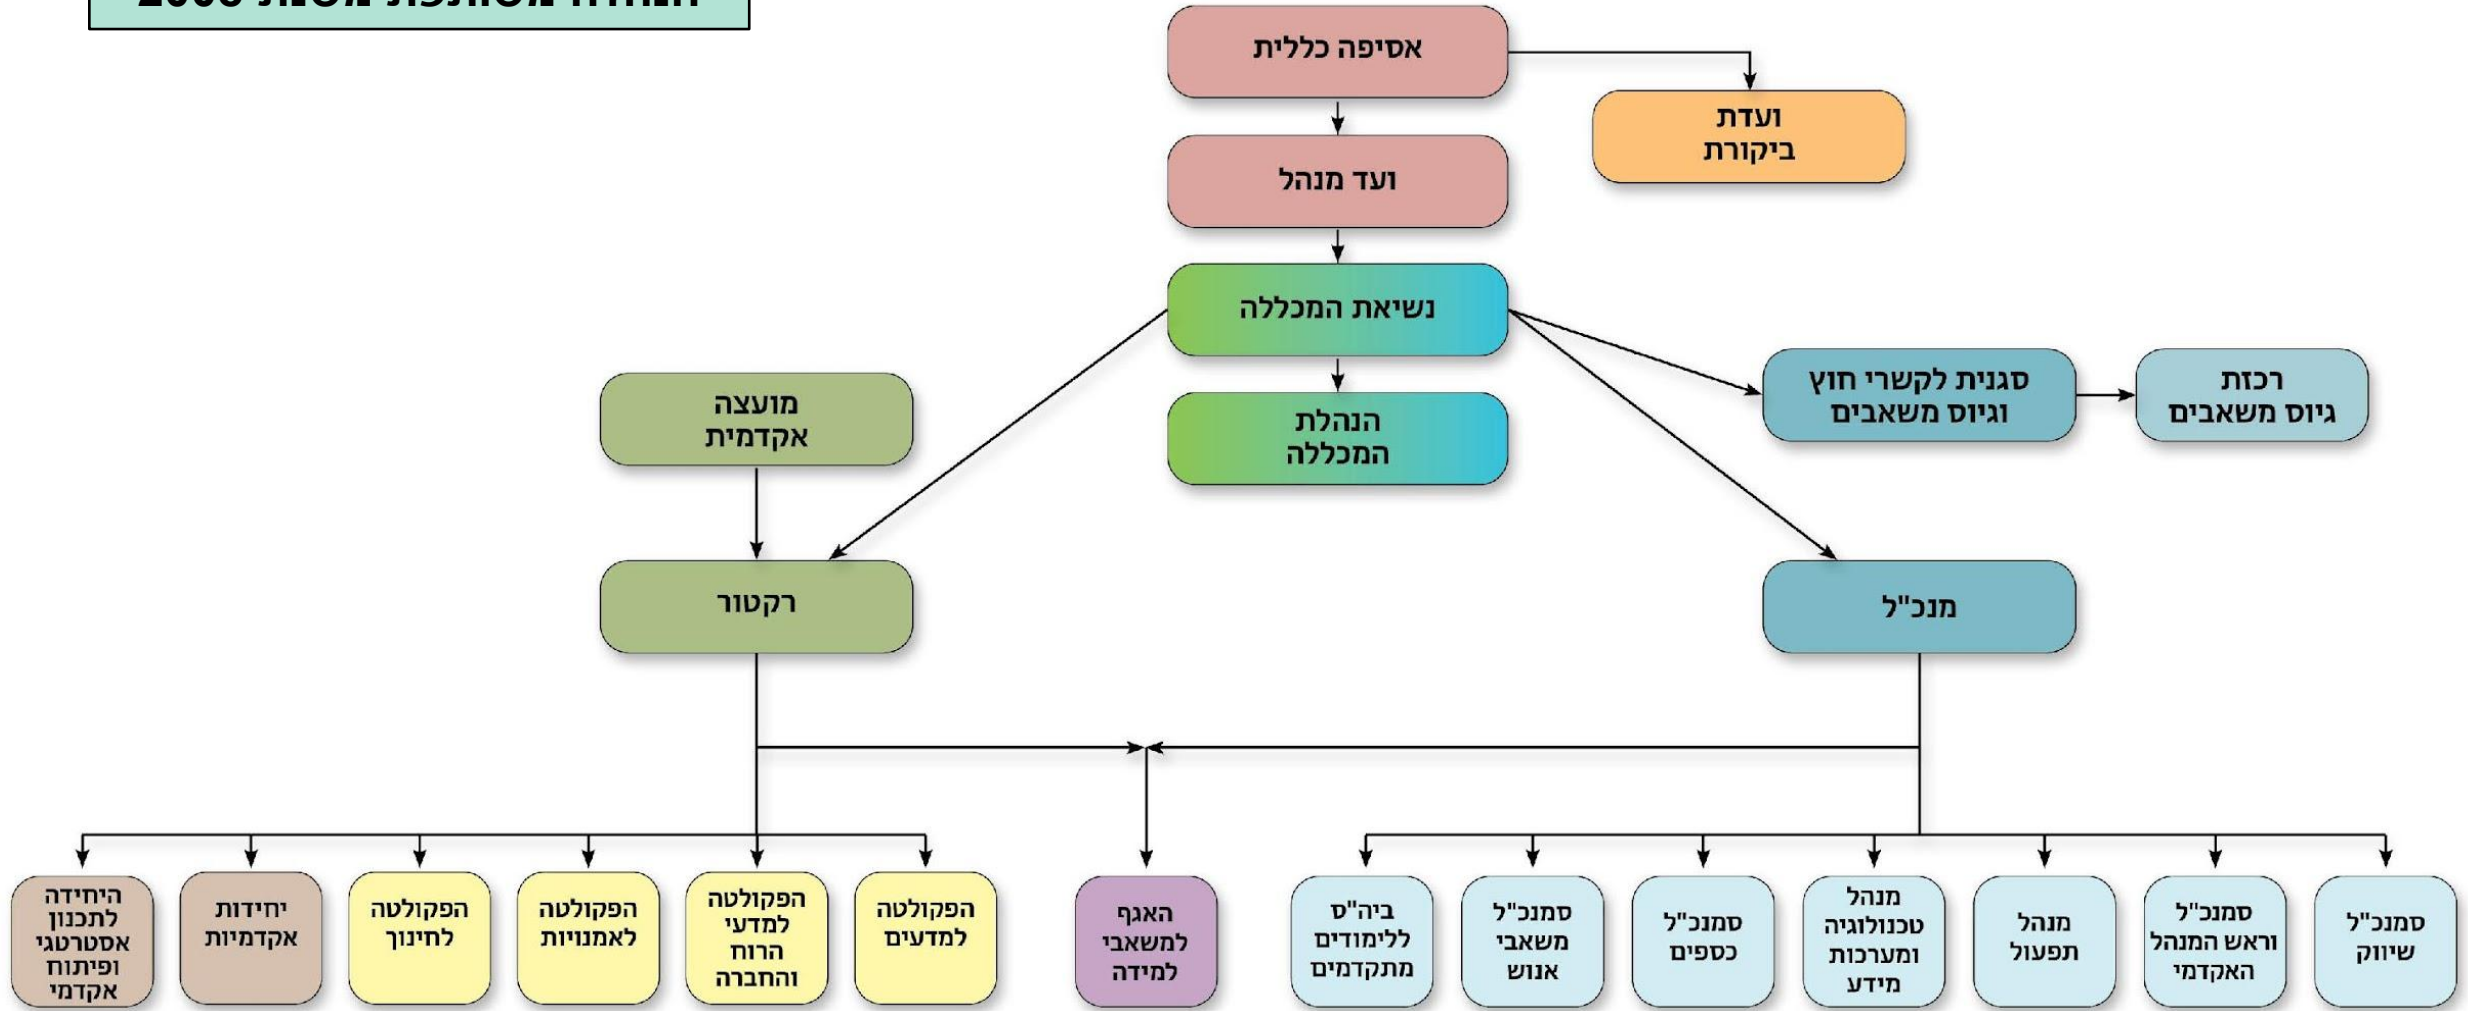 אסיפה כללית
ועדת
ביקורת
ועד מנהל
נשיאת המכללה
רכזת
גיוס משאבים
סגנית לקשרי חוץ
וגיוס משאבים
הנהלת
המכללה
מועצה
אקדמית
מנכ"ל
רקטור
סמנכ"ל
שיווק
סמנכ"ל
וראש המנהל
האקדמי
מנהל
תפעול
מנהל
טכנולוגיה
ומערכות
מידע
סמנכ"ל
כספים
סמנכ"ל
משאבי
אנוש
ביה"ס
ללימודים
מתקדמים
האגף
למשאבי
למידה
הפקולטה
למדעים
הפקולטה
למדעי
הרוח
והחברה
הפקולטה
לאמנויות
הפקולטה
לחינוך
יחידות
אקדמיות
היחידה
לתכנון
אסטרטגי
ופיתוח
אקדמי